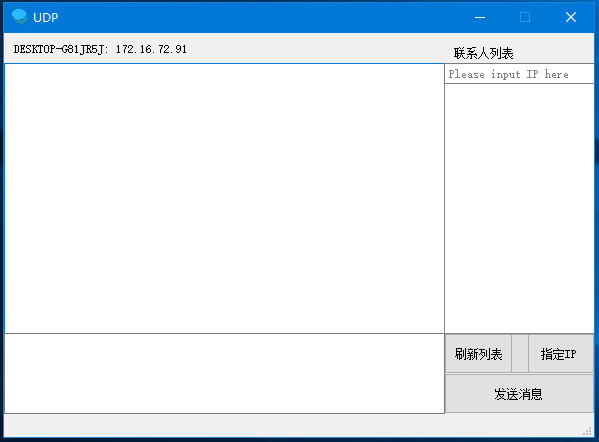 UDP
DESKTOP-G81JR5J: 172.16.72.91
联系人列表
Please input IP here
刷新列表
指定IP
发送消息